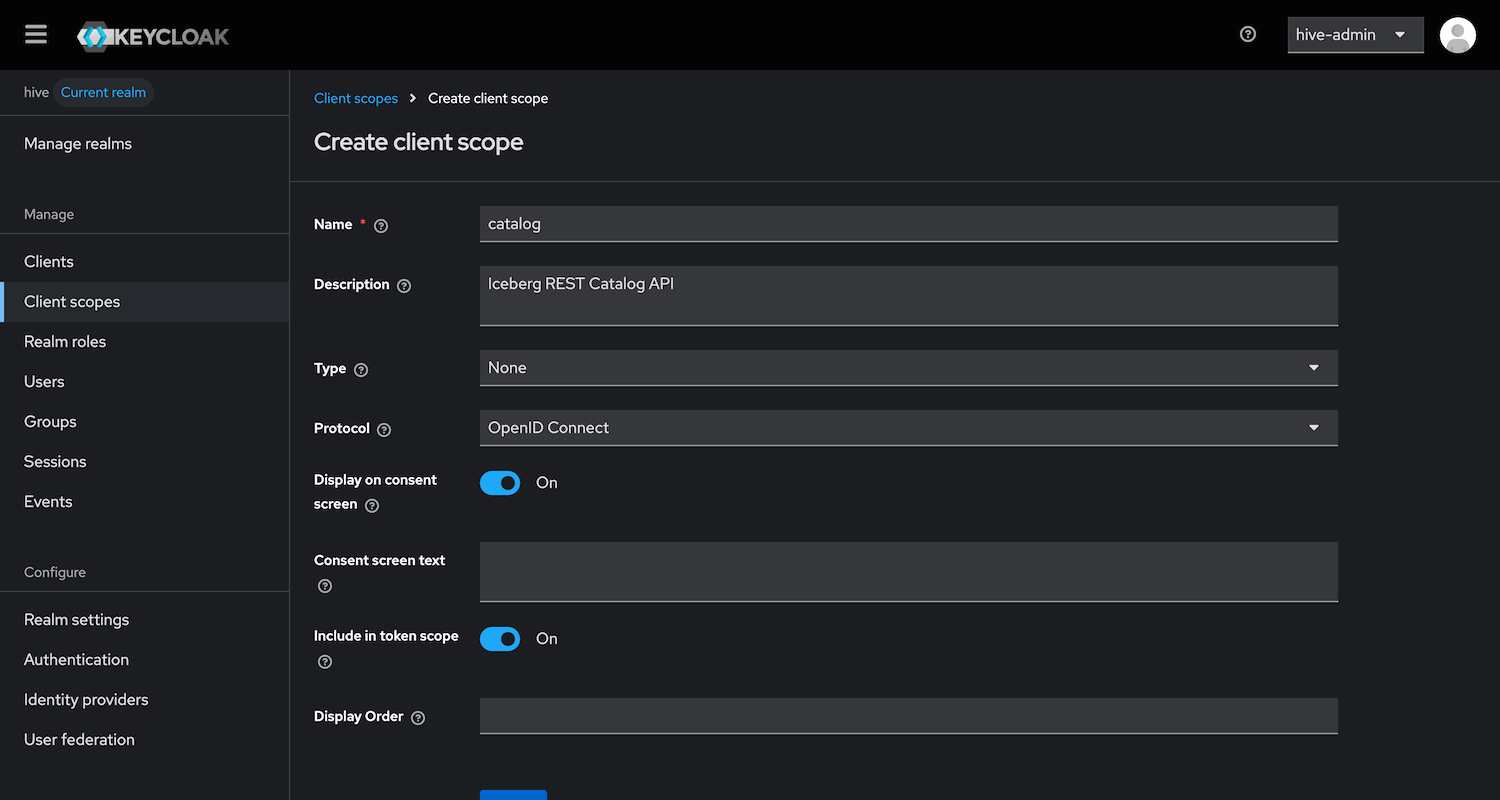 KEYCLOAK
hive-admin
hive Current realm
Manage realms
Manage
Clients
Client scopes
Realm roles
Users
Groups
Sessions
Events
Configure
Realm settings
Authentication
Identity providers
User federation
Client scopes > Create client scope
Create client scope
Name *
catalog
Description
Iceberg REST Catalog API
Type
None
Protocol
OpenID Connect
Display on consent
screen
On
Consent screen text
Include in token scope
On
Display Order